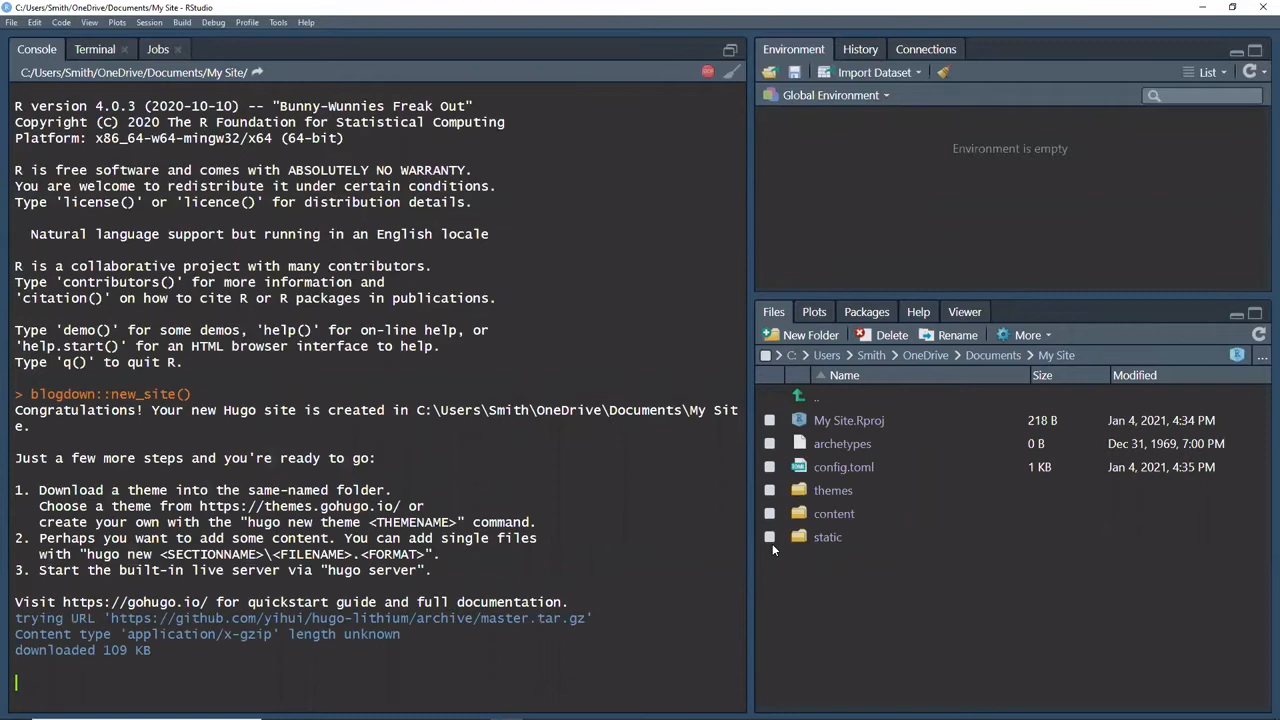 C:/Users/Smith/OneDrive/Documents/My Site - RStudio
File Edit Code View Plots Session Build Debug Profile Tools Help
Console Terminal Jobs
C:/Users/Smith/OneDrive/Documents/My Site/
R version 4.0.3 (2020-10-10) -- "Bunny-Wunnies Freak Out"
Copyright (C) 2020 The R Foundation for Statistical Computing
Platform: x86_64-w64-mingw32/x64 (64-bit)
R is free software and comes with ABSOLUTELY NO WARRANTY.
You are welcome to redistribute it under certain conditions.
Type 'license()' or 'licence()' for distribution details.
Natural language support but running in an English locale
R is a collaborative project with many contributors.
Type 'contributors()' for more information and
'citation()' on how to cite R or R packages in publications.
Type 'demo()' for some demos, 'help()' for on-line help, or
'help.start()' for an HTML browser interface to help.
Type 'q()' to quit R.
> blogdown::new_site()
Congratulations! Your new Hugo site is created in C:\Users\Smith\OneDrive\Documents\My Sit
e.
Just a few more steps and you're ready to go:
1. Download a theme into the same-named folder.
Choose a theme from https://themes.gohugo.io/ or
create your own with the "hugo new theme <THEMENAME>" command.
2. Perhaps you want to add some content. You can add single files
with "hugo new <SECTIONNAME>\<FILENAME>.<FORMAT>".
3. Start the built-in live server via "hugo server".
Visit https://gohugo.io/ for quickstart guide and full documentation.
trying URL 'https://github.com/yihui/hugo-lithium/archive/master.tar.gz'
Content type 'application/x-gzip' length unknown
downloaded 109 KB
Environment History Connections
Import Dataset List
Global Environment
Environment is empty
Files Plots Packages Help Viewer
New Folder Delete Rename More
C: Users Smith OneDrive Documents My Site ...
Name Size Modified
..
My Site.Rproj 218 B Jan 4, 2021, 4:34 PM
archetypes 0 B Dec 31, 1969, 7:00 PM
config.toml 1 KB Jan 4, 2021, 4:35 PM
themes
content
static